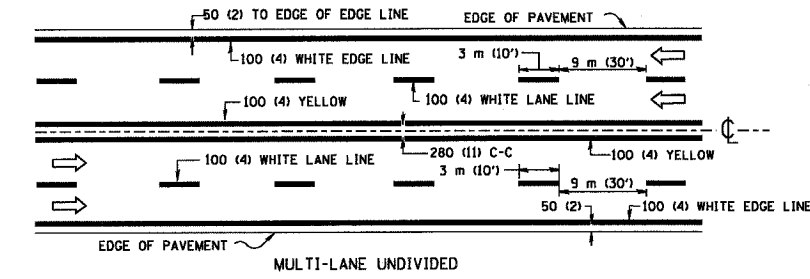 50 (2) TO EDGE OF EDGE LINE
EDGE OF PAVEMENT
100 (4) WHITE EDGE LINE
3 m (10')
9 m (30')
100 (4) YELLOW
100 (4) WHITE LANE LINE
℄
100 (4) WHITE LANE LINE
280 (11) C-C
100 (4) YELLOW
3 m (10')
9 m (30')
50 (2)
100 (4) WHITE EDGE LINE
EDGE OF PAVEMENT
MULTI-LANE UNDIVIDED